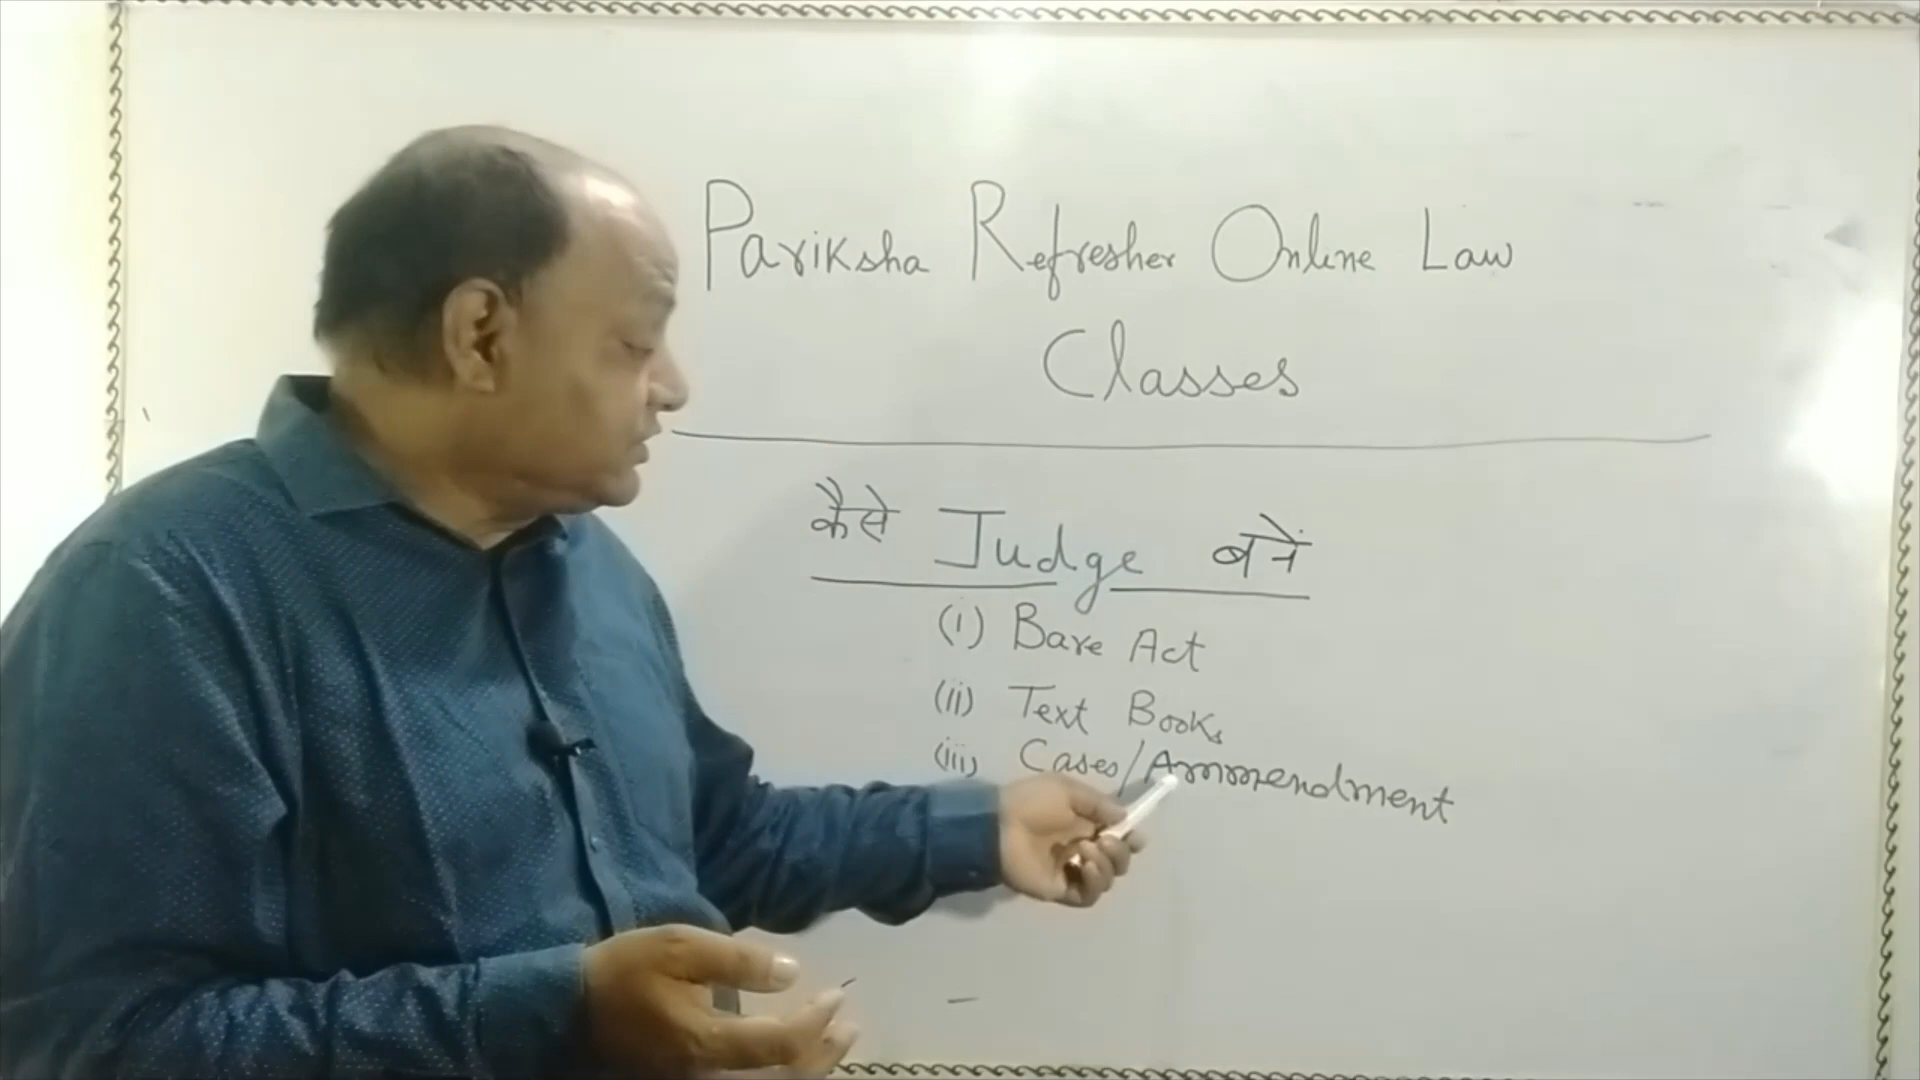 Pariksha Refresher Online Law
Classes
कैसे Judge बनें
(i) Bare Act
(ii) Text Books
(iii) Cases/Ammendment